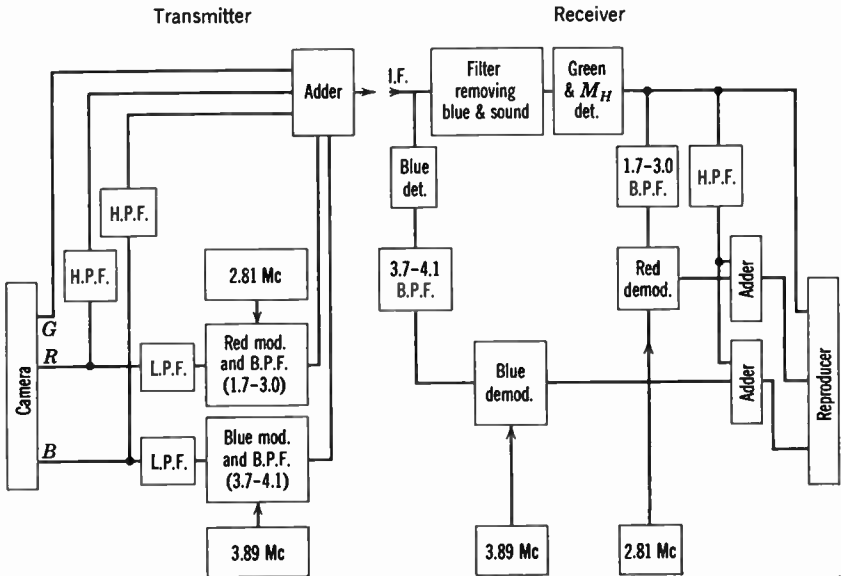 Transmitter
Receiver
Adder
I.F.
Filter
removing
blue & sound
Green
& M_H
det.
Blue
det.
1.7–3.0
B.P.F.
H.P.F.
H.P.F.
H.P.F.
2.81 Mc
3.7–4.1
B.P.F.
Red
demod.
Adder
Camera
G
R
B
L.P.F.
Red mod.
and B.P.F.
(1.7–3.0)
Blue
demod.
Adder
Reproducer
L.P.F.
Blue mod.
and B.P.F.
(3.7–4.1)
3.89 Mc
3.89 Mc
2.81 Mc